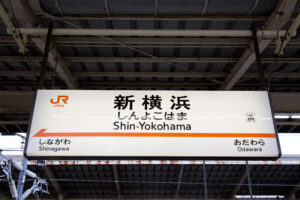 JR
新横浜
しんよこはま
Shin-Yokohama
しながわ
Shinagawa
おだわら
Odawara